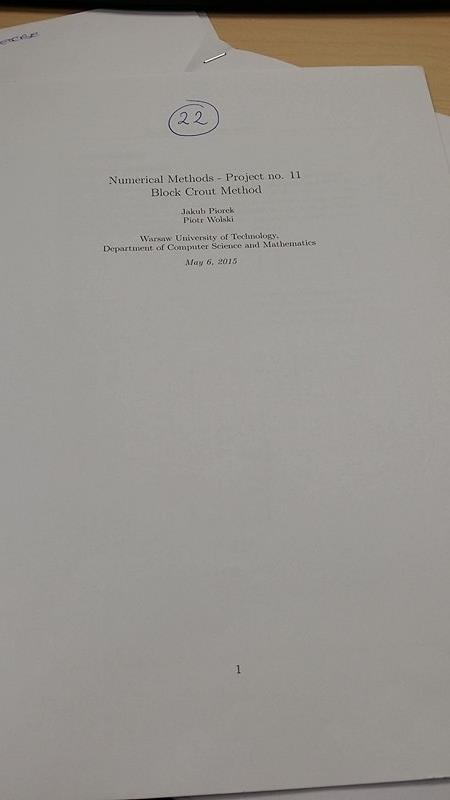 22
Numerical Methods - Project no. 11
Block Crout Method
Jakub Piorek
Piotr Wolski
Warsaw University of Technology,
Department of Computer Science and Mathematics
May 6, 2015
1